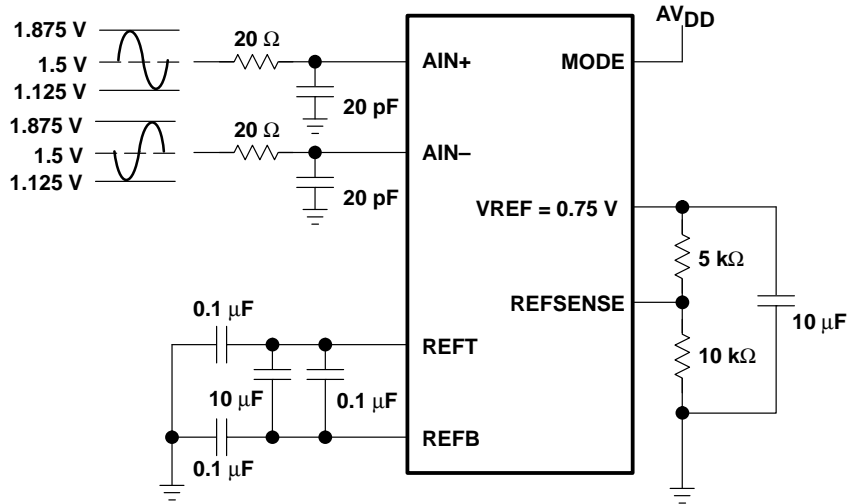 AVDD
1.875 V
1.5 V
1.125 V
20 Ω
AIN+
MODE
20 pF
1.875 V
1.5 V
1.125 V
20 Ω
AIN–
20 pF
VREF = 0.75 V
5 kΩ
REFSENSE
10 kΩ
10 μF
0.1 μF
REFT
10 μF
0.1 μF
REFB
0.1 μF